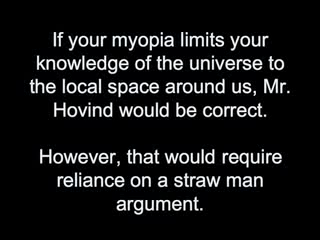 If your myopia limits your
knowledge of the universe to
the local space around us, Mr.
Hovind would be correct.
However, that would require
reliance on a straw man
argument.